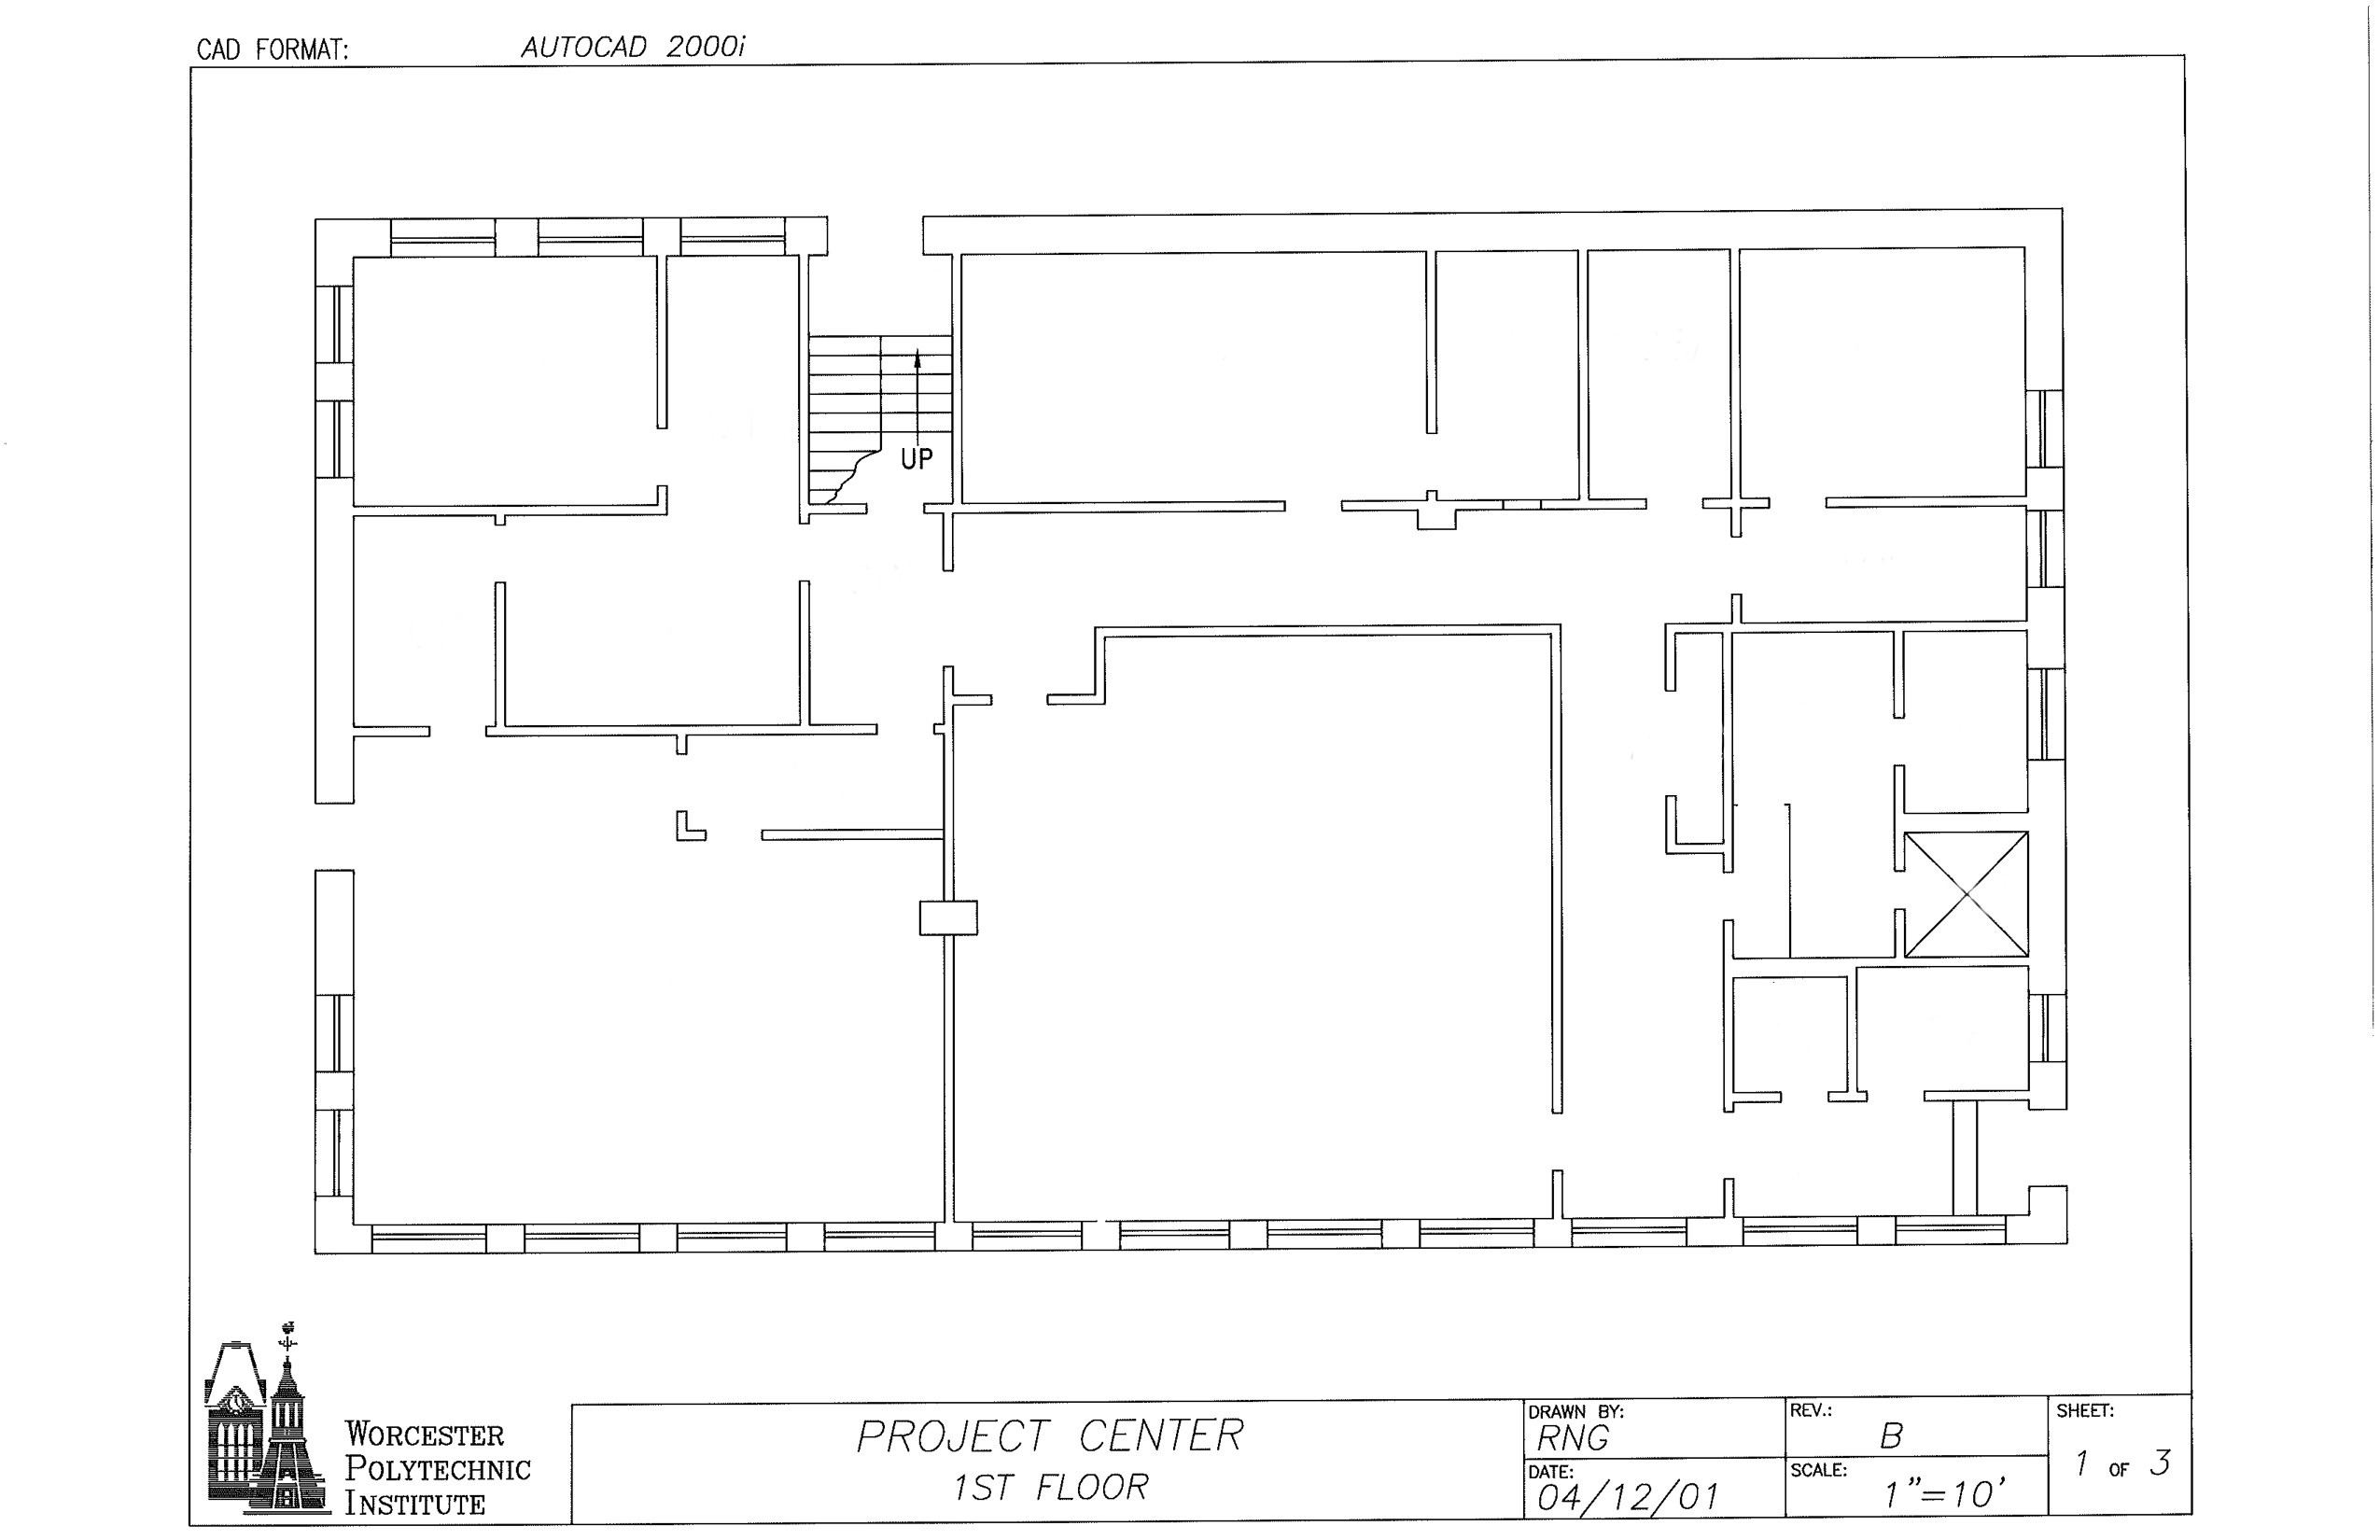 CAD FORMAT: AUTOCAD 2000i
UP
WORCESTER
POLYTECHNIC
INSTITUTE
PROJECT CENTER
1ST FLOOR
DRAWN BY:
RNG
DATE:
04/12/01
REV.:
B
SCALE:
1"=10'
SHEET:
1 OF 3